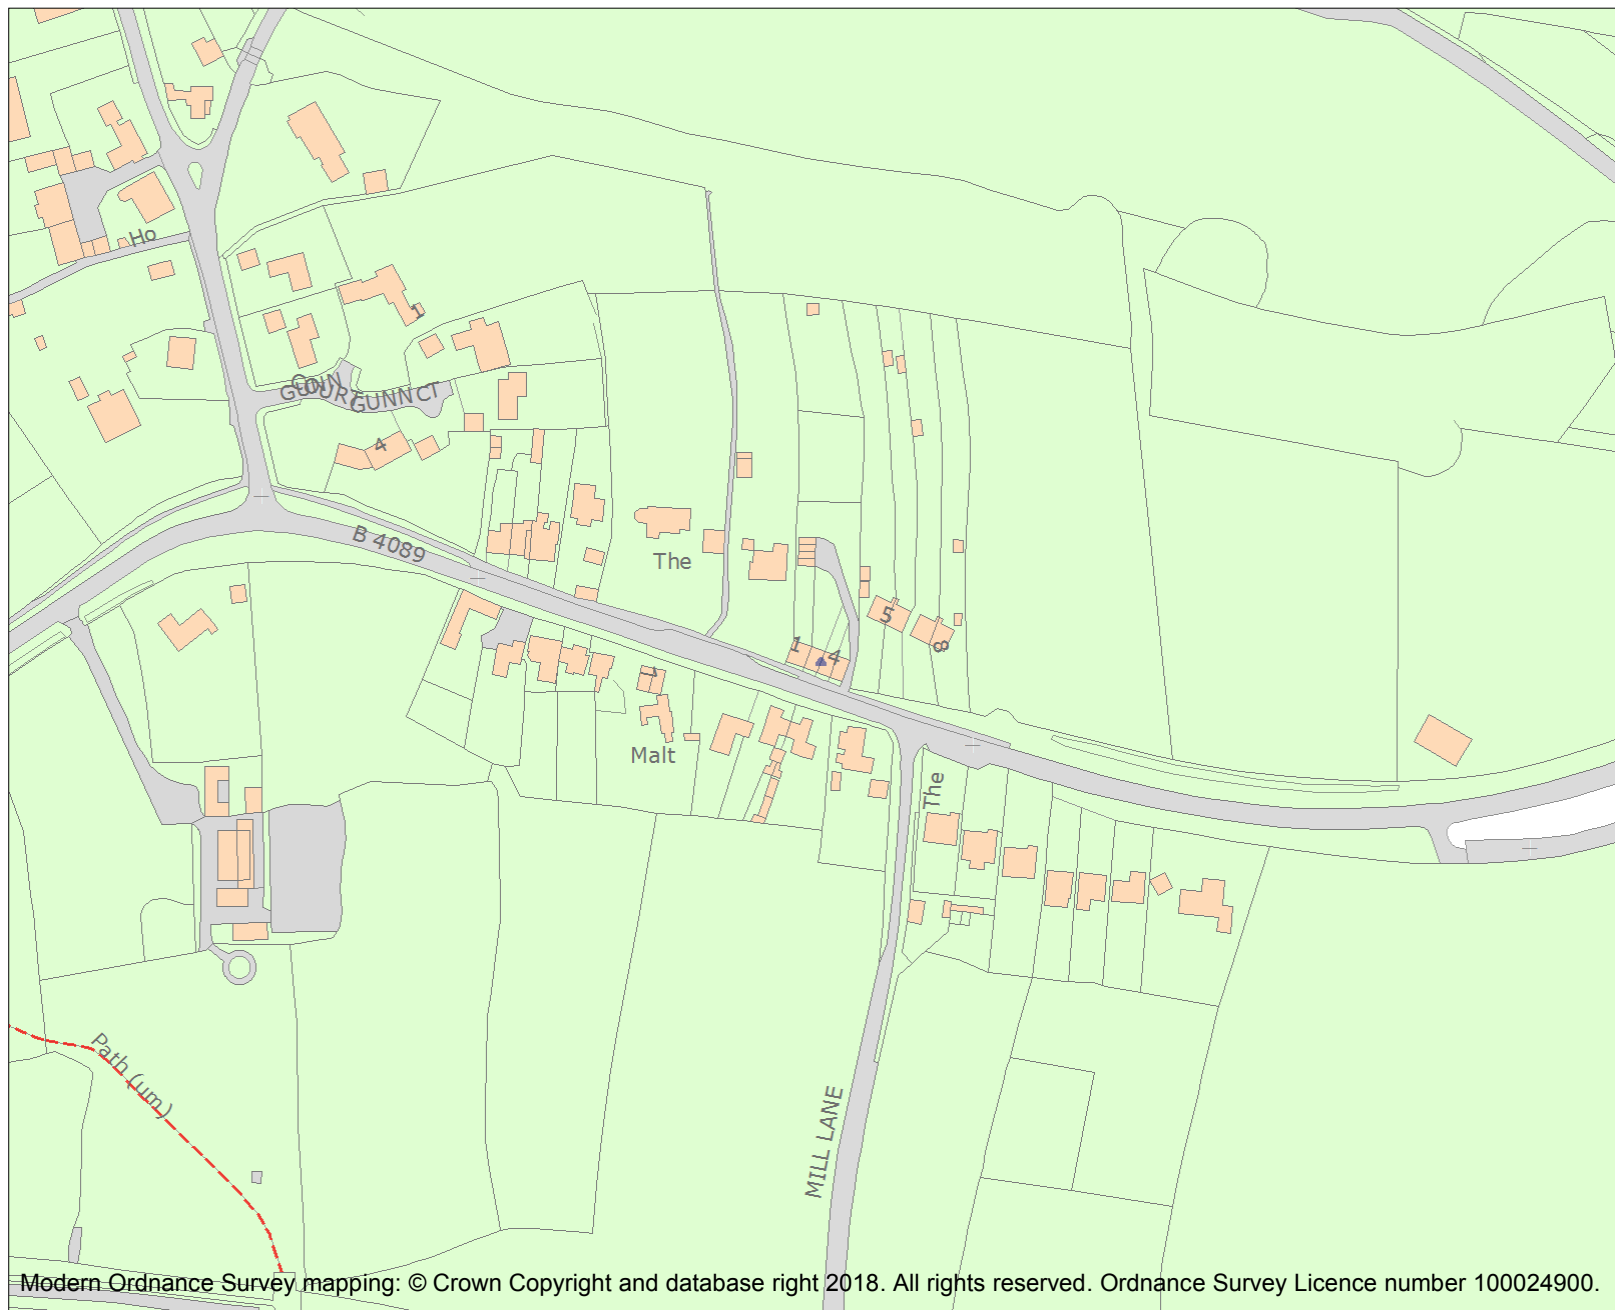 Ho
1
GUNN CT
4
B 4089
The
5
8
1
4
7
Malt
The
Path (um)
MILL LANE
Modern Ordnance Survey mapping: © Crown Copyright and database right 2018. All rights reserved. Ordnance Survey Licence number 100024900.